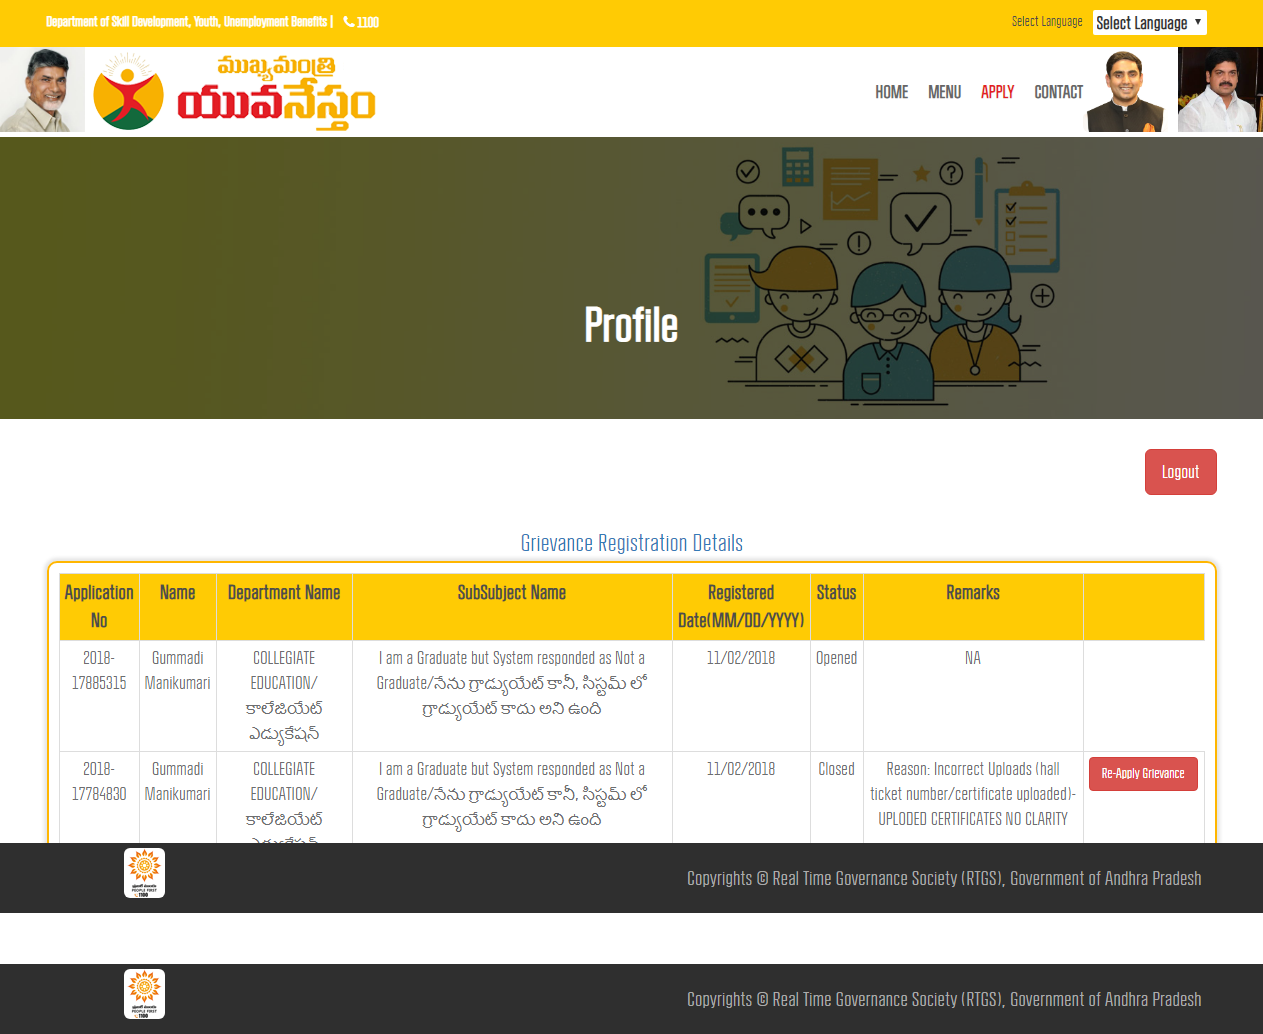 Department of Skill Development, Youth, Unemployment Benefits | 1100
Select Language Select Language
ముఖ్యమంత్రి
యువనేస్తం
HOME MENU APPLY CONTACT
Profile
Logout
Grievance Registration Details
Application No Name Department Name SubSubject Name Registered Date(MM/DD/YYYY) Status Remarks
2018- Gummadi COLLEGIATE I am a Graduate but System responded as Not a 11/02/2018 Opened NA
17885315 Manikumari EDUCATION/ Graduate/నేను గ్రాడ్యుయేట్ కానీ, సిస్టమ్ లో
కాలేజియేట్ గ్రాడ్యుయేట్ కాదు అని ఉంది
ఎడ్యుకేషన్
2018- Gummadi COLLEGIATE I am a Graduate but System responded as Not a 11/02/2018 Closed Reason: Incorrect Uploads (hall Re-Apply Grievance
17784830 Manikumari EDUCATION/ Graduate/నేను గ్రాడ్యుయేట్ కానీ, సిస్టమ్ లో ticket number/certificate uploaded)-
కాలేజియేట్ గ్రాడ్యుయేట్ కాదు అని ఉంది UPLODED CERTIFICATES NO CLARITY
PEOPLE FIRST
1100
Copyrights © Real Time Governance Society (RTGS), Government of Andhra Pradesh
PEOPLE FIRST
1100
Copyrights © Real Time Governance Society (RTGS), Government of Andhra Pradesh